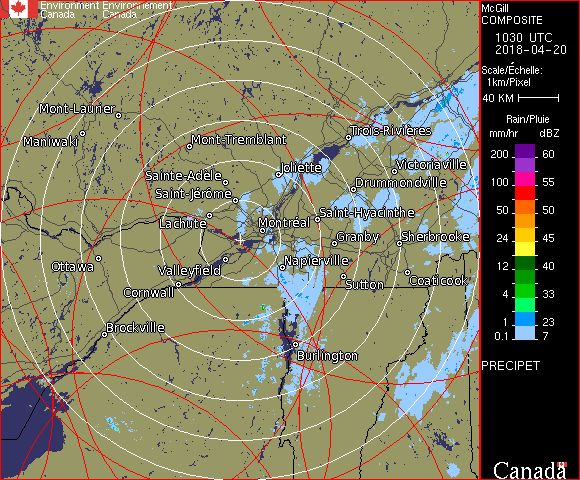 Environment Environnement
Canada Canada
McGill
COMPOSITE
1030 UTC
2018-04-20
Scale/Échelle:
1km/Pixel
40 KM
Rain/Pluie
mm/hr dBZ
200 60
100 55
50 50
24 45
12 40
4 33
1 23
0.1 7
PRECIPET
Canada
Mont-Laurier
Maniwaki
Mont-Tremblant
Trois-Rivières
Sainte-Adèle
Joliette
Victoriaville
Saint-Jérôme
Drummondville
Lachute
Montréal
Saint-Hyacinthe
Granby
Sherbrooke
Ottawa
Valleyfield
Napierville
Cornwall
Sutton
Coaticook
Brockville
Burlington